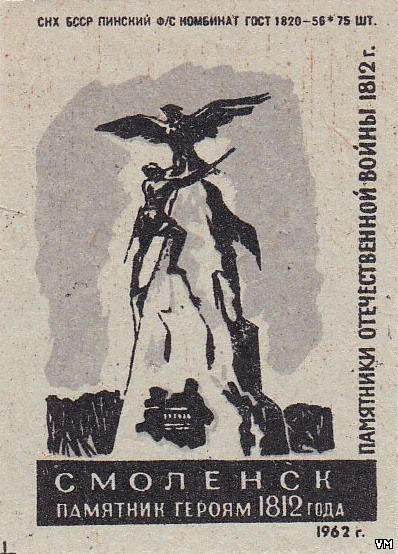 СНХ БССР ПИНСКИЙ Ф/С КОМБИНАТ ГОСТ 1820-56*75 ШТ.
ПАМЯТНИКИ ОТЕЧЕСТВЕННОЙ ВОЙНЫ 1812 г.
СМОЛЕНСК
ПАМЯТНИК ГЕРОЯМ 1812 ГОДА
1962 г.
VM